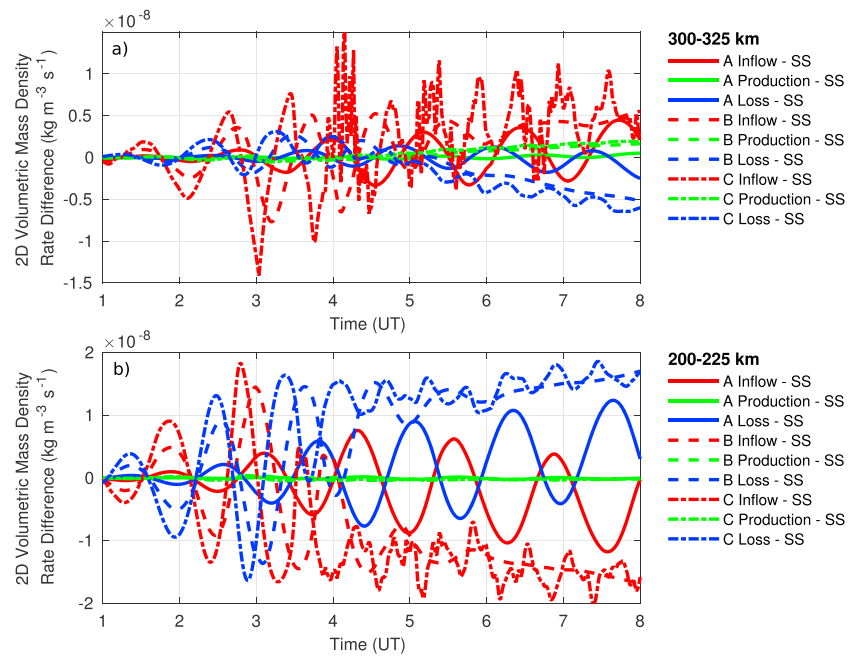 ×10⁻⁸
a)
2D Volumetric Mass Density
Rate Difference (kg m⁻³ s⁻¹)
1
0.5
0
-0.5
-1
-1.5
1 2 3 4 5 6 7 8
Time (UT)
300-325 km
A Inflow - SS
A Production - SS
A Loss - SS
B Inflow - SS
B Production - SS
B Loss - SS
C Inflow - SS
C Production - SS
C Loss - SS
×10⁻⁸
b)
2D Volumetric Mass Density
Rate Difference (kg m⁻³ s⁻¹)
2
1
0
-1
-2
1 2 3 4 5 6 7 8
Time (UT)
200-225 km
A Inflow - SS
A Production - SS
A Loss - SS
B Inflow - SS
B Production - SS
B Loss - SS
C Inflow - SS
C Production - SS
C Loss - SS